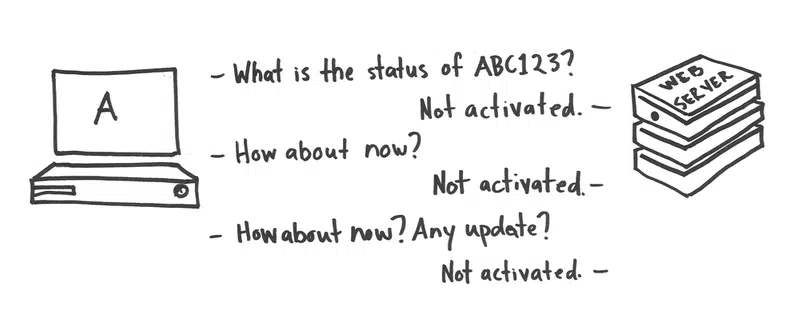 A
WEB
SERVER
– What is the status of ABC123?
Not activated. –
– How about now?
Not activated. –
– How about now? Any update?
Not activated. –